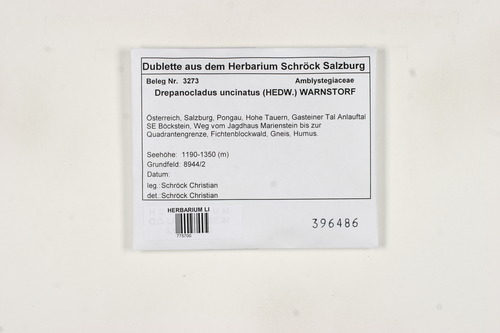 Dublette aus dem Herbarium Schröck Salzburg
Beleg Nr. 3273 Amblystegiaceae
Drepanocladus uncinatus (HEDW.) WARNSTORF
Österreich, Salzburg, Pongau, Hohe Tauern, Gasteiner Tal Anlauftal
SE Böckstein, Weg vom Jagdhaus Marienstein bis zur
Quadrantengrenze, Fichtenblockwald, Gneis, Humus.
Seehöhe: 1190-1350 (m)
Grundfeld: 8944/2
Datum:
leg.:Schröck Christian
det.:Schröck Christian
HERBARIUM LI
396486